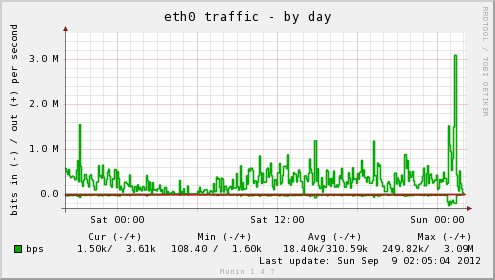 eth0 traffic - by day
RRDTOOL / TOBI OETIKER
bits in (-) / out (+) per second
3.0 M
2.0 M
1.0 M
0.0
Sat 00:00 Sat 12:00 Sun 00:00
Cur (-/+) Min (-/+) Avg (-/+) Max (-/+)
bps 1.50k/ 3.61k 108.40 / 1.60k 18.40k/310.59k 249.82k/ 3.09M
Last update: Sun Sep 9 02:05:04 2012
Munin 1.4.7